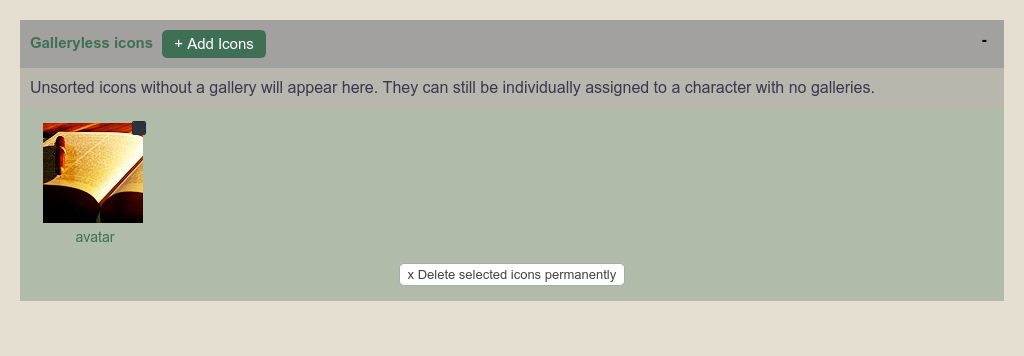 Galleryless icons + Add Icons -
Unsorted icons without a gallery will appear here. They can still be individually assigned to a character with no galleries.
avatar
x Delete selected icons permanently